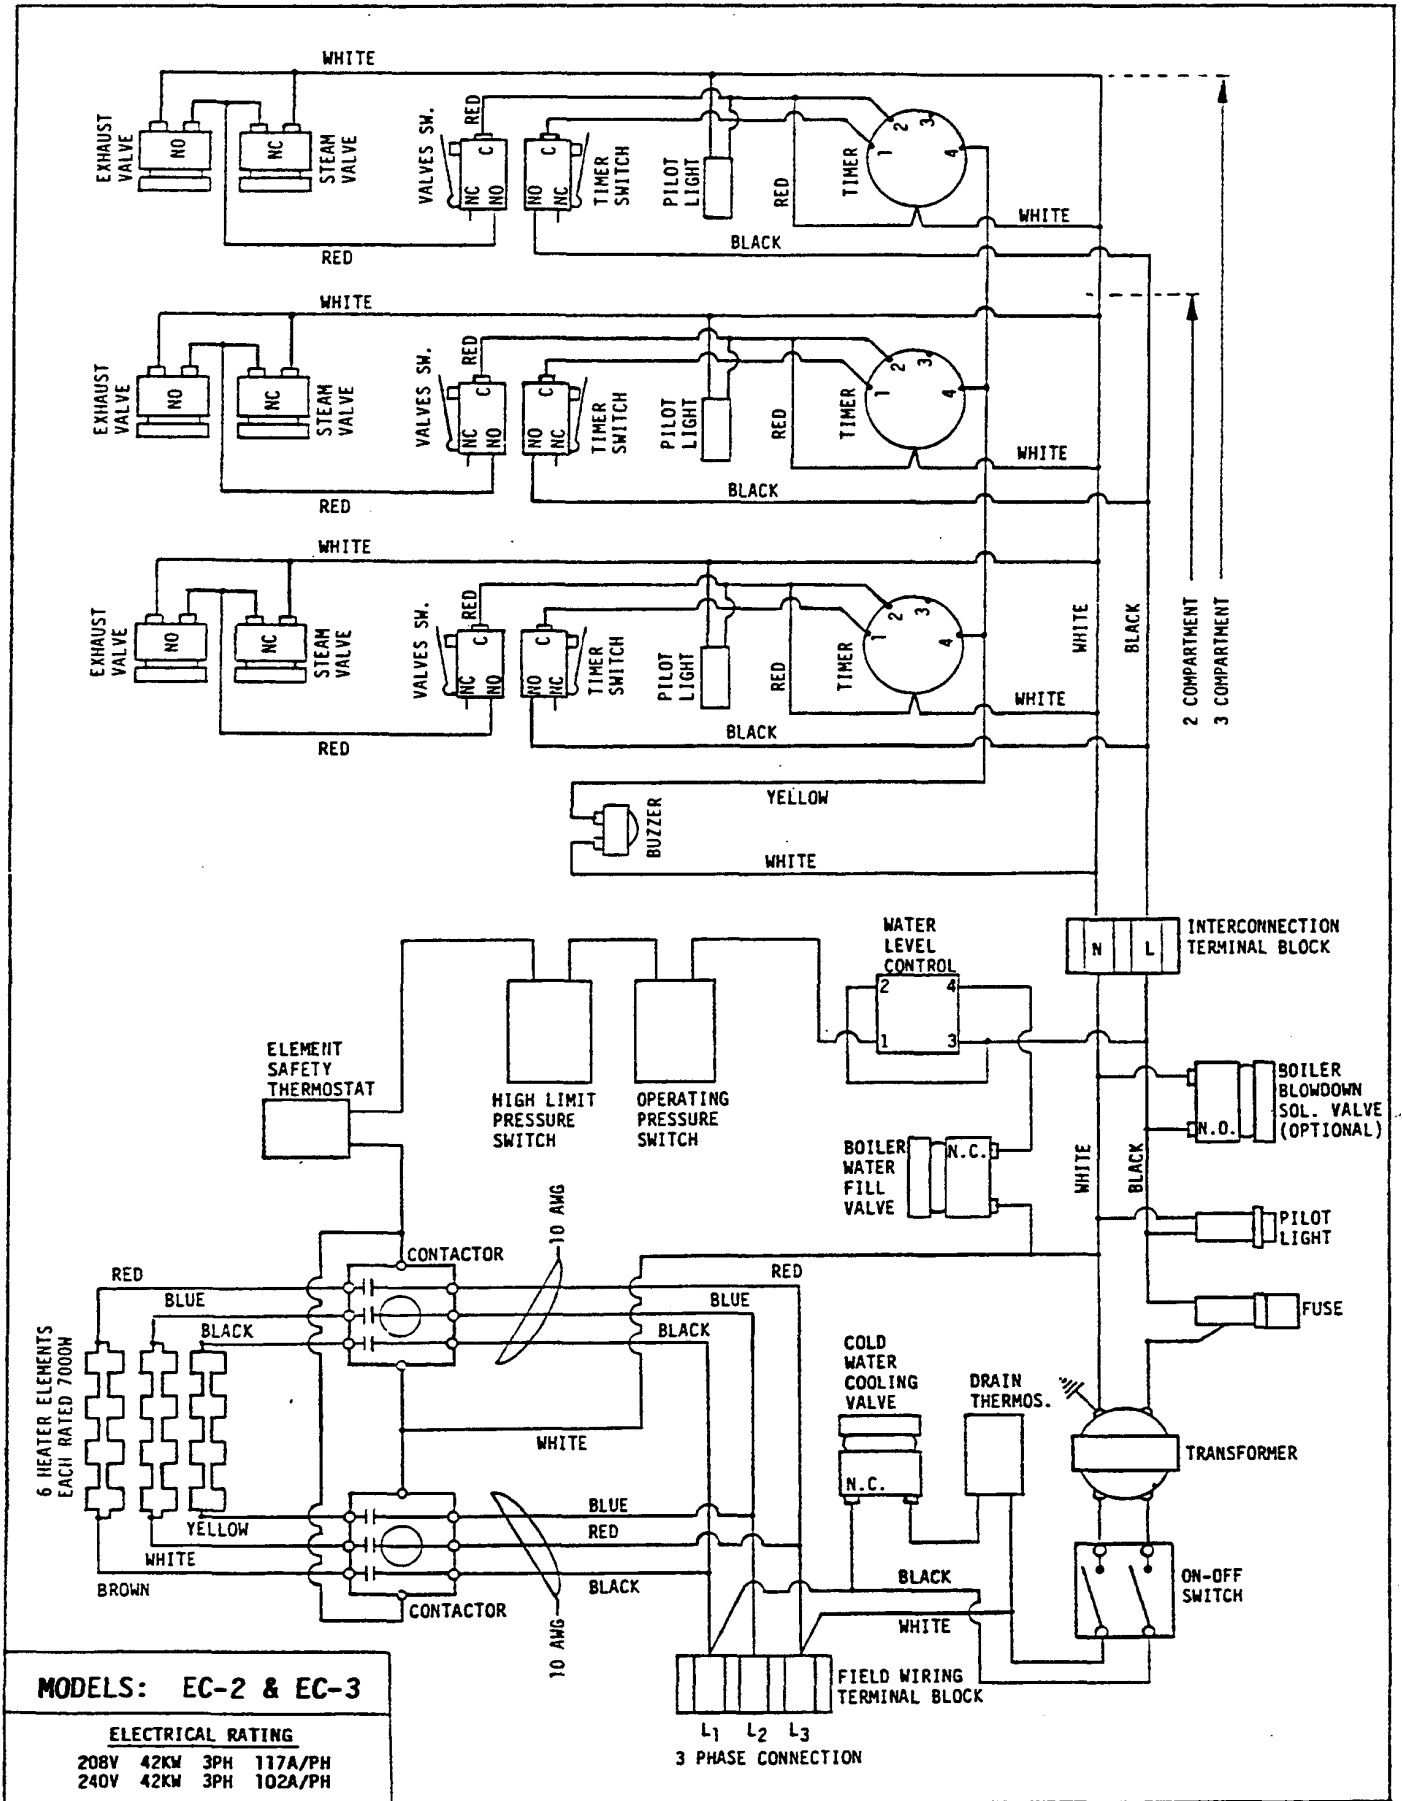 WHITE
EXHAUST
VALVE
NO
NC
STEAM
VALVE
RED
VALVES SW.
RED
C
NC
NO
C
NO
NC
TIMER
SWITCH
PILOT
LIGHT
RED
TIMER
1
2
3
4
WHITE
BLACK
WHITE
EXHAUST
VALVE
NO
NC
STEAM
VALVE
RED
VALVES SW.
RED
C
NC
NO
C
NO
NC
TIMER
SWITCH
PILOT
LIGHT
RED
TIMER
1
2
3
4
WHITE
BLACK
WHITE
EXHAUST
VALVE
NO
NC
STEAM
VALVE
RED
VALVES SW.
RED
C
NC
NO
C
NO
NC
TIMER
SWITCH
PILOT
LIGHT
RED
TIMER
1
2
3
4
WHITE
BLACK
WHITE
BLACK
2 COMPARTMENT
3 COMPARTMENT
YELLOW
BUZZER
WHITE
INTERCONNECTION
TERMINAL BLOCK
N
L
WATER
LEVEL
CONTROL
2
4
1
3
ELEMENT
SAFETY
THERMOSTAT
HIGH LIMIT
PRESSURE
SWITCH
OPERATING
PRESSURE
SWITCH
BOILER
BLOWDOWN
SOL. VALVE
(OPTIONAL)
N.O.
BOILER
WATER
FILL
VALVE
N.C.
WHITE
BLACK
PILOT
LIGHT
FUSE
10 AWG
CONTACTOR
RED
BLUE
BLACK
RED
BLUE
BLACK
6 HEATER ELEMENTS
EACH RATED 7000W
COLD
WATER
COOLING
VALVE
N.C.
DRAIN
THERMOS.
TRANSFORMER
WHITE
YELLOW
WHITE
BROWN
BLUE
RED
BLACK
CONTACTOR
10 AWG
BLACK
WHITE
ON-OFF
SWITCH
FIELD WIRING
TERMINAL BLOCK
L1 L2 L3
3 PHASE CONNECTION
MODELS: EC-2 & EC-3
ELECTRICAL RATING
208V 42KW 3PH 117A/PH
240V 42KW 3PH 102A/PH